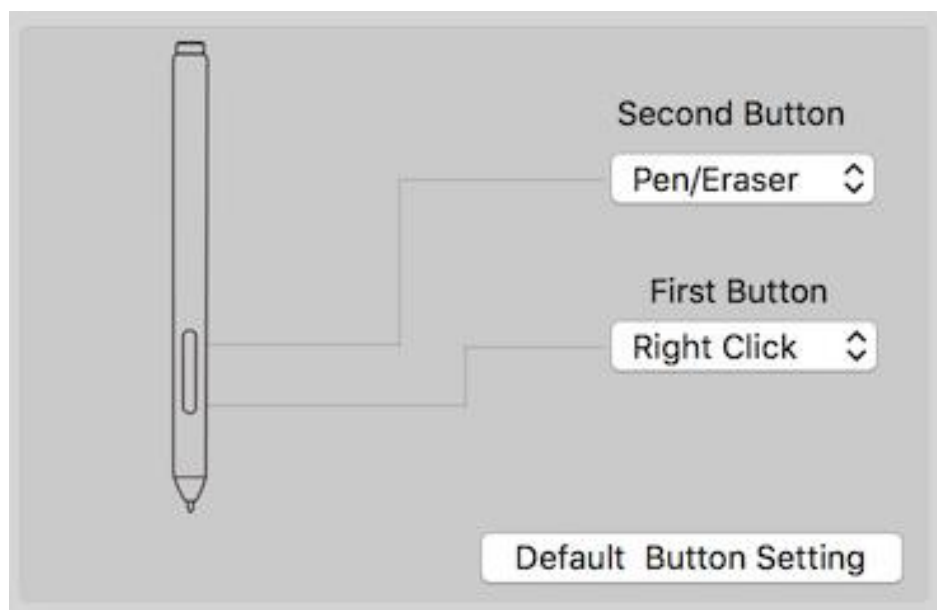 Second Button
Pen/Eraser
First Button
Right Click
Default  Button Setting